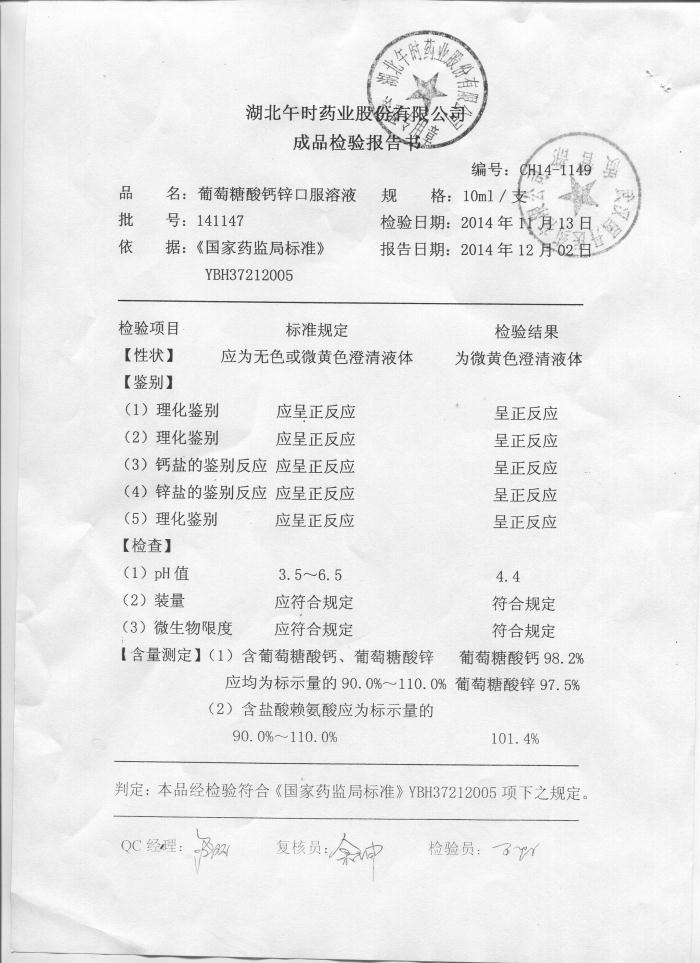 湖北午时药业股份有限公司
湖北午时药业股份有限公司
成品检验报告书
质管部
编号：CH14-1149
品　　名：葡萄糖酸钙锌口服溶液　规　　格：10ml／支
批　　号：141147　检验日期：2014 年 11 月 13 日
依　　据：《国家药监局标准》　报告日期：2014 年 12 月 02 日
YBH37212005
检验项目　标准规定　检验结果
【性状】　应为无色或微黄色澄清液体　为微黄色澄清液体
【鉴别】
（1）理化鉴别　应呈正反应　呈正反应
（2）理化鉴别　应呈正反应　呈正反应
（3）钙盐的鉴别反应 应呈正反应　呈正反应
（4）锌盐的鉴别反应 应呈正反应　呈正反应
（5）理化鉴别　应呈正反应　呈正反应
【检查】
（1）pH 值　3.5～6.5　4.4
（2）装量　应符合规定　符合规定
（3）微生物限度　应符合规定　符合规定
【含量测定】（1）含葡萄糖酸钙、葡萄糖酸锌　葡萄糖酸钙 98.2%
应均为标示量的 90.0%～110.0% 葡萄糖酸锌 97.5%
（2）含盐酸赖氨酸应为标示量的
90.0%～110.0%　101.4%
判定：本品经检验符合《国家药监局标准》YBH37212005 项下之规定。
QC 经理：　复核员：　检验员：